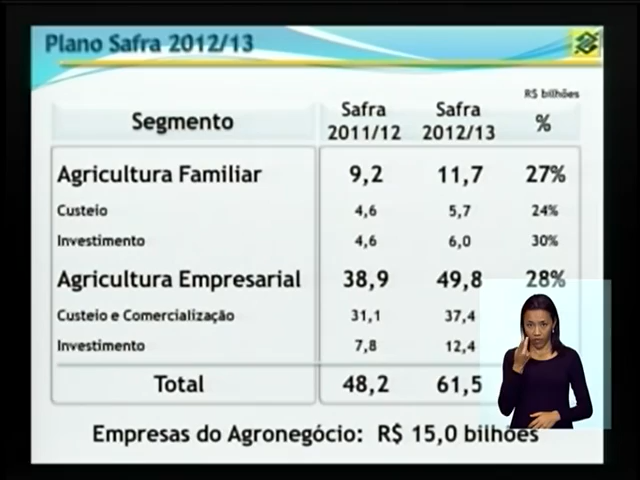 Plano Safra 2012/13
R$ bilhões
Segmento Safra 2011/12 Safra 2012/13 %
Agricultura Familiar 9,2 11,7 27%
Custeio 4,6 5,7 24%
Investimento 4,6 6,0 30%
Agricultura Empresarial 38,9 49,8 28%
Custeio e Comercialização 31,1 37,4
Investimento 7,8 12,4
Total 48,2 61,5
Empresas do Agronegócio: R$ 15,0 bilhões